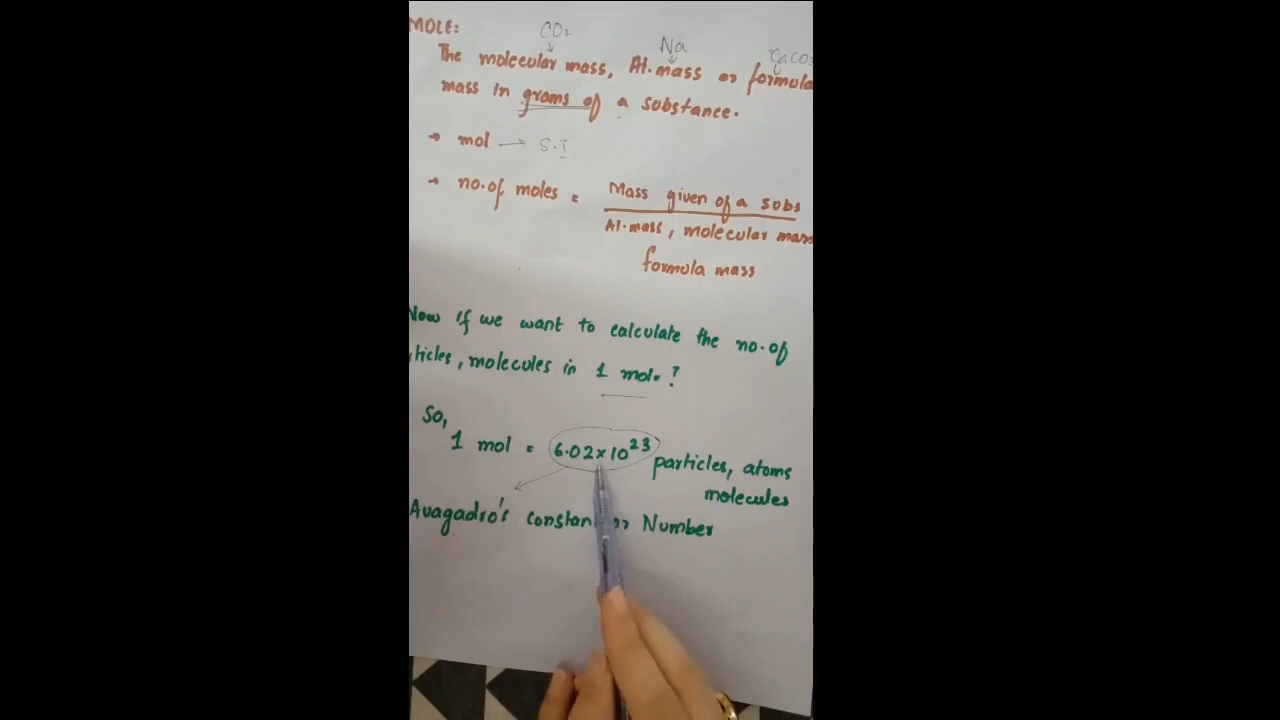 MOLE:
CO2
Na
CaCO3
The molecular mass, At.mass or formula
mass in grams of a substance.
→ mol → S.I
→ no.of moles = Mass given of a subs
At.mass, molecular mass
formula mass
Now if we want to calculate the no.of
ticles, molecules in 1 mol ?
So,
1 mol = 6.02×10²³ particles, atoms
molecules
Avagadro's constant or Number